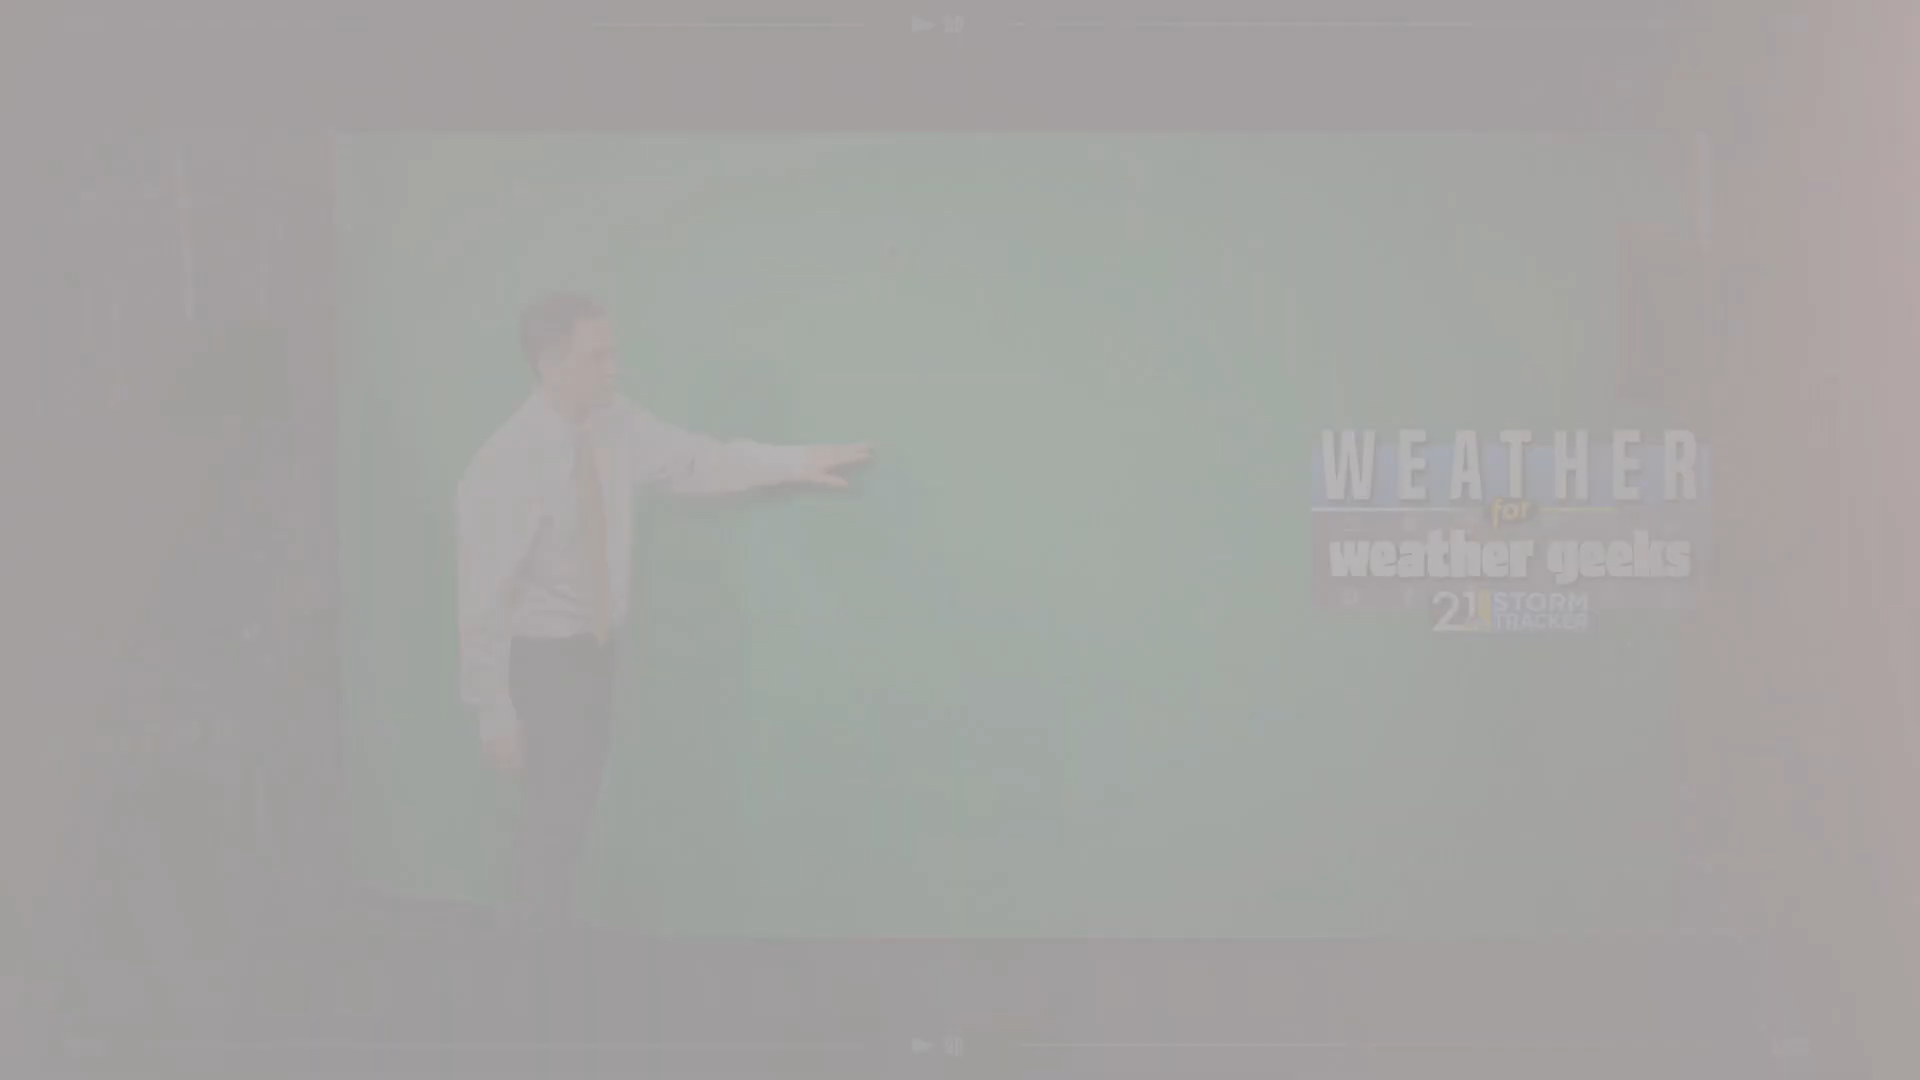 WEATHER
for
weather geeks
21 STORM
TRACKER